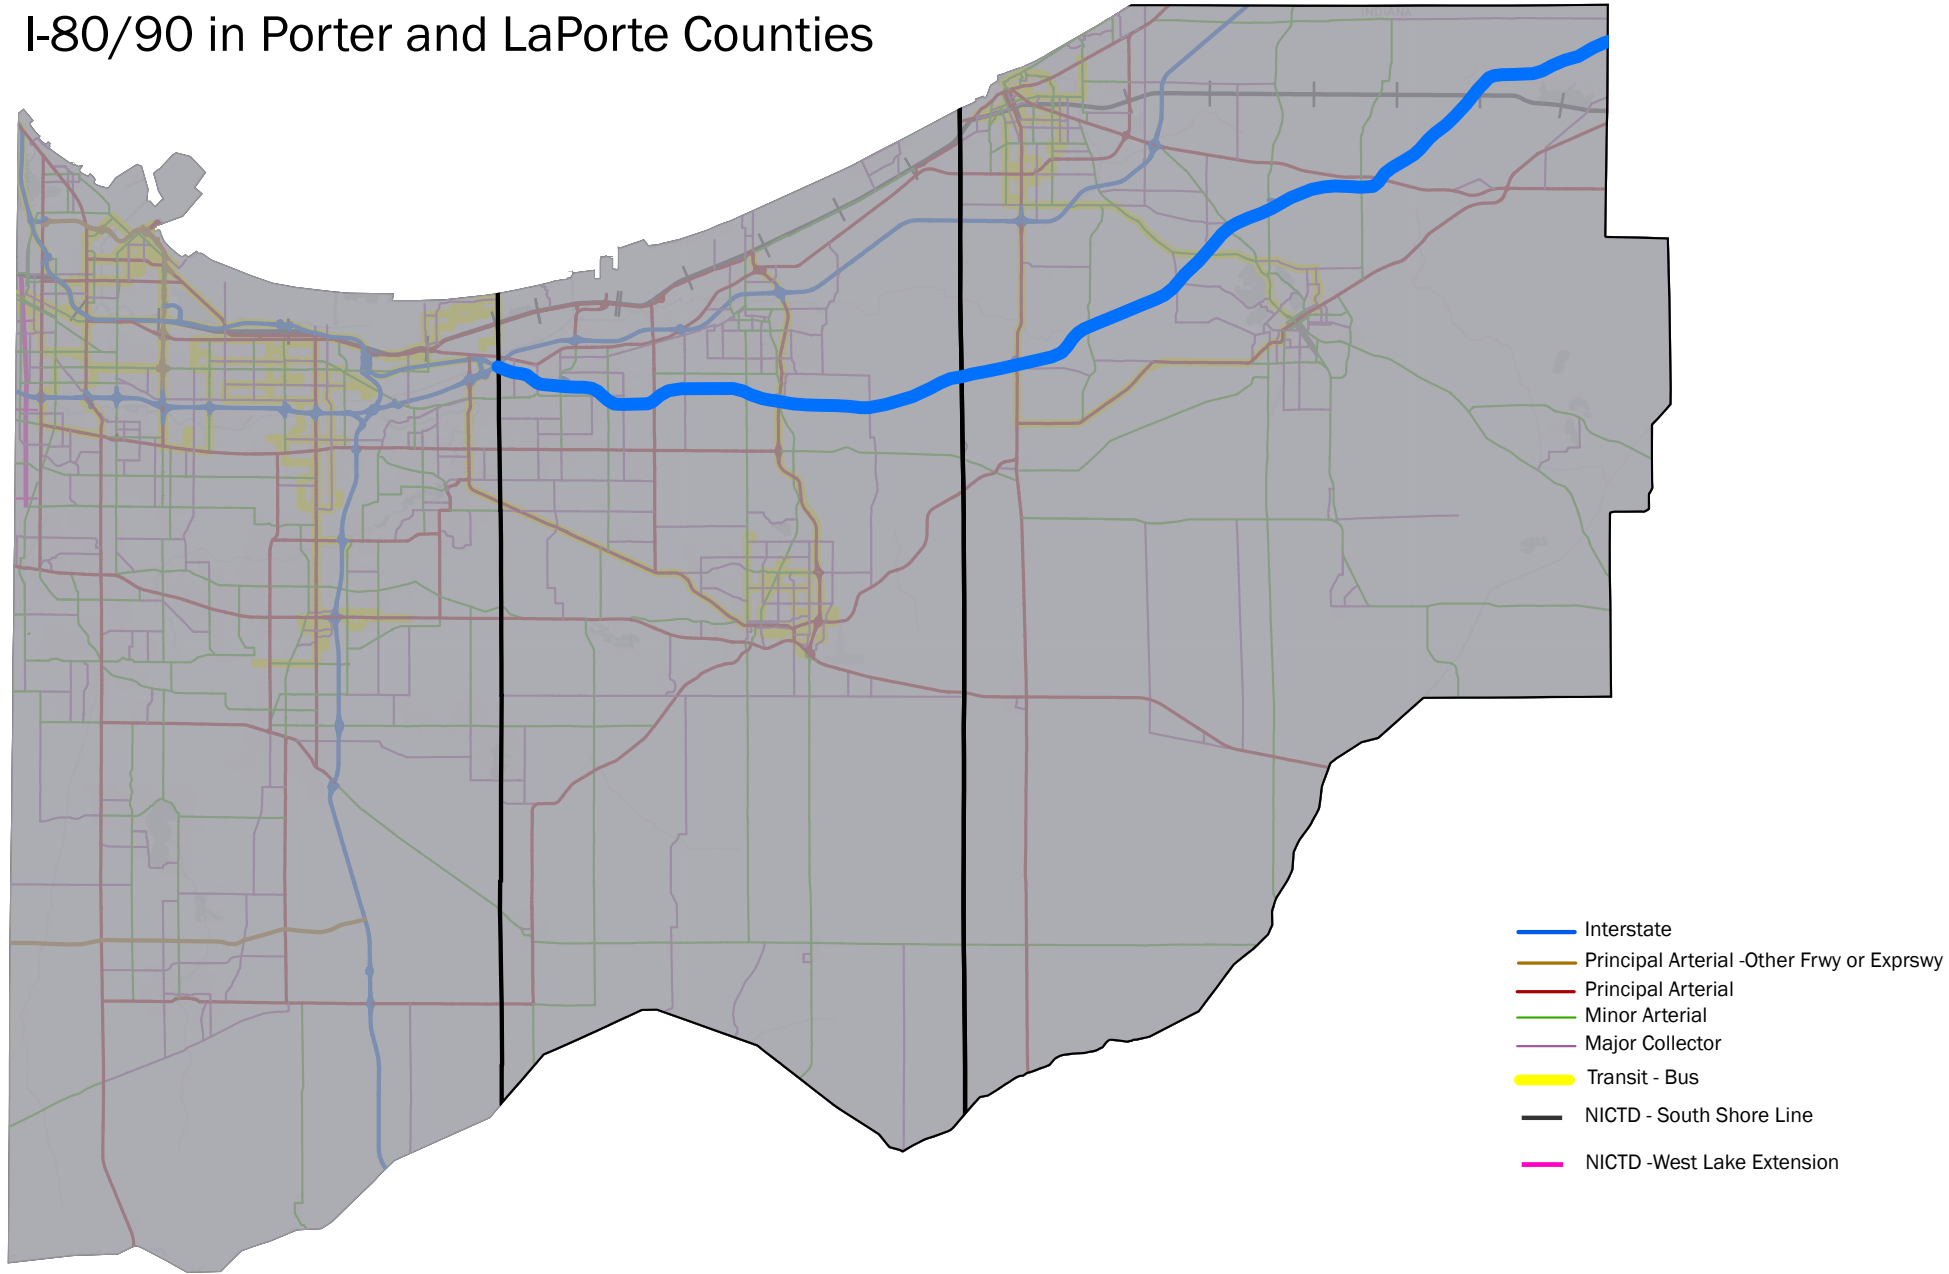 I-80/90 in Porter and LaPorte Counties
INDIANA
Interstate
Principal Arterial -Other Frwy or Exprswy
Principal Arterial
Minor Arterial
Major Collector
Transit - Bus
NICTD - South Shore Line
NICTD -West Lake Extension